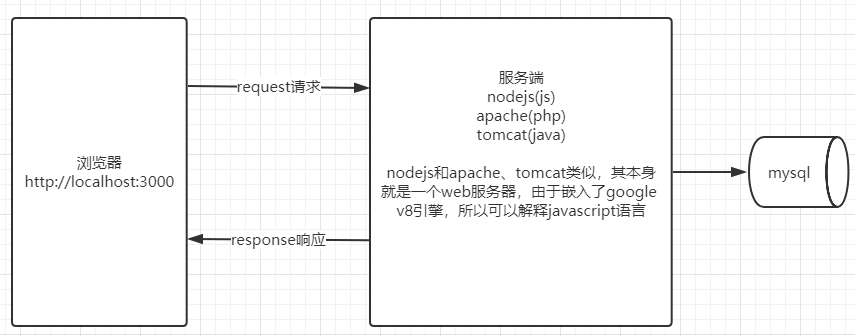 浏览器
http://localhost:3000
request请求
response响应
服务端
nodejs(js)
apache(php)
tomcat(java)
nodejs和apache、tomcat类似，其本身
就是一个web服务器，由于嵌入了google
v8引擎，所以可以解释javascript语言
mysql